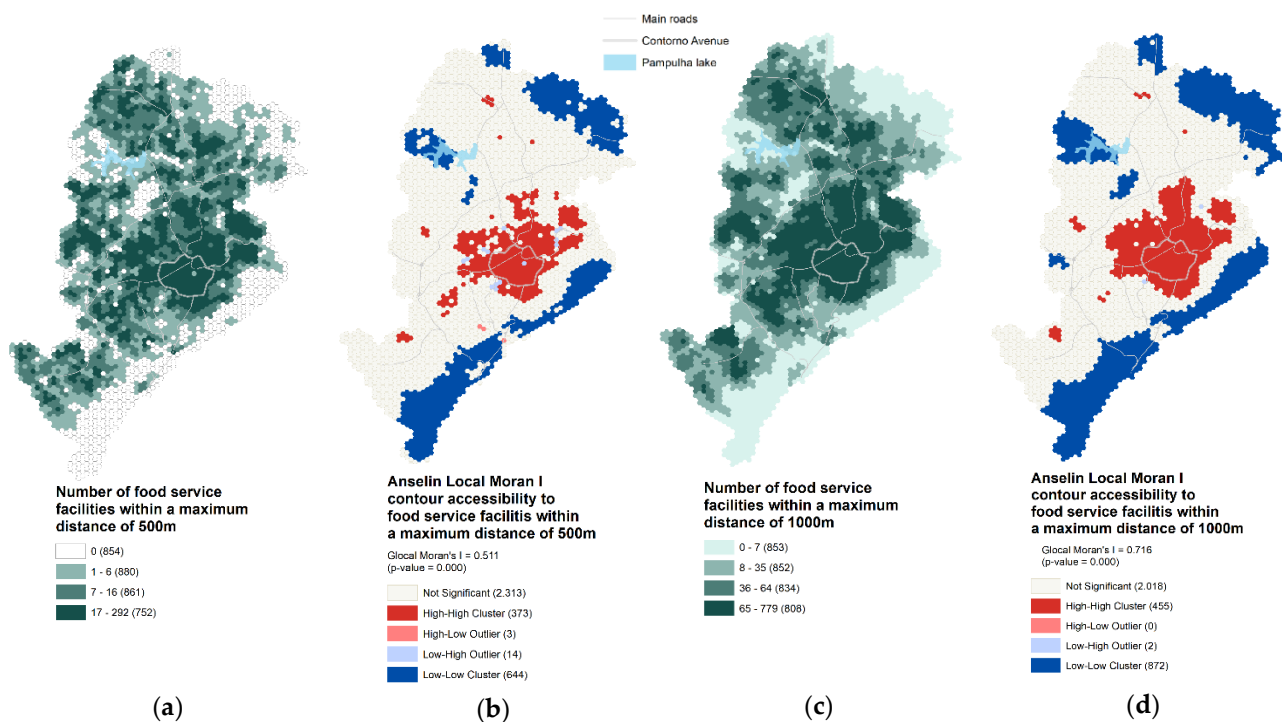 Main roads
Contorno Avenue
Pampulha lake
Number of food service
facilities within a maximum
distance of 500m
0 (854)
1 - 6 (880)
7 - 16 (861)
17 - 292 (752)
Anselin Local Moran I
contour accessibility to
food service facilitis within
a maximum distance of 500m
Glocal Moran's I = 0.511
(p-value = 0.000)
Not Significant (2.313)
High-High Cluster (373)
High-Low Outlier (3)
Low-High Outlier (14)
Low-Low Cluster (644)
Number of food service
facilities within a maximum
distance of 1000m
0 - 7 (853)
8 - 35 (852)
36 - 64 (834)
65 - 779 (808)
Anselin Local Moran I
contour accessibility to
food service facilitis within
a maximum distance of 1000m
Glocal Moran's I = 0.716
(p-value = 0.000)
Not Significant (2.018)
High-High Cluster (455)
High-Low Outlier (0)
Low-High Outlier (2)
Low-Low Cluster (872)
(a)
(b)
(c)
(d)